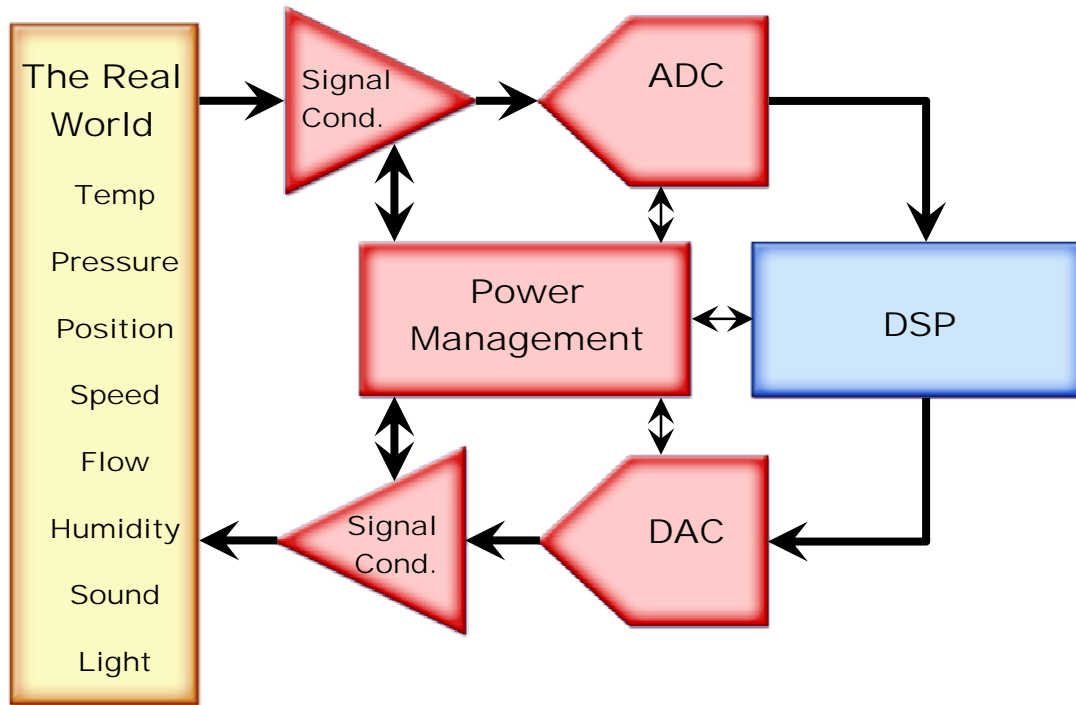 The Real
World
Temp
Pressure
Position
Speed
Flow
Humidity
Sound
Light
Signal
Cond.
ADC
Power
Management
DSP
Signal
Cond.
DAC